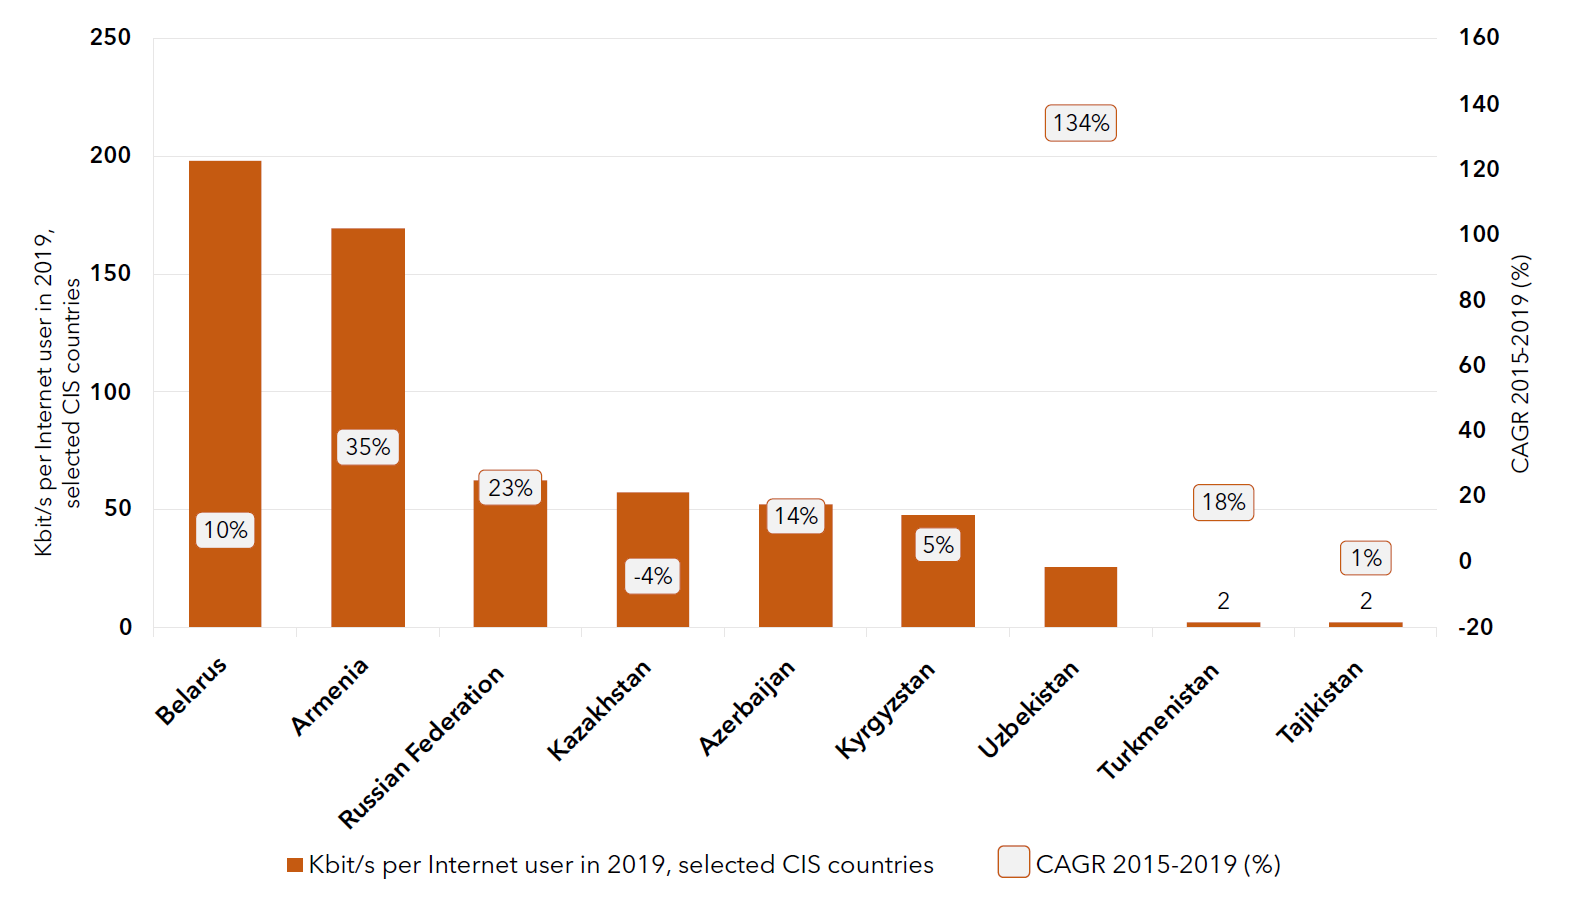 250
200
150
100
50
0
Kbit/s per Internet user in 2019,
selected CIS countries
160
140
120
100
80
60
40
20
0
-20
CAGR 2015-2019 (%)
10%
35%
23%
-4%
14%
5%
134%
18%
1%
2
2
Belarus
Armenia
Russian Federation
Kazakhstan
Azerbaijan
Kyrgyzstan
Uzbekistan
Turkmenistan
Tajikistan
Kbit/s per Internet user in 2019, selected CIS countries
CAGR 2015-2019 (%)